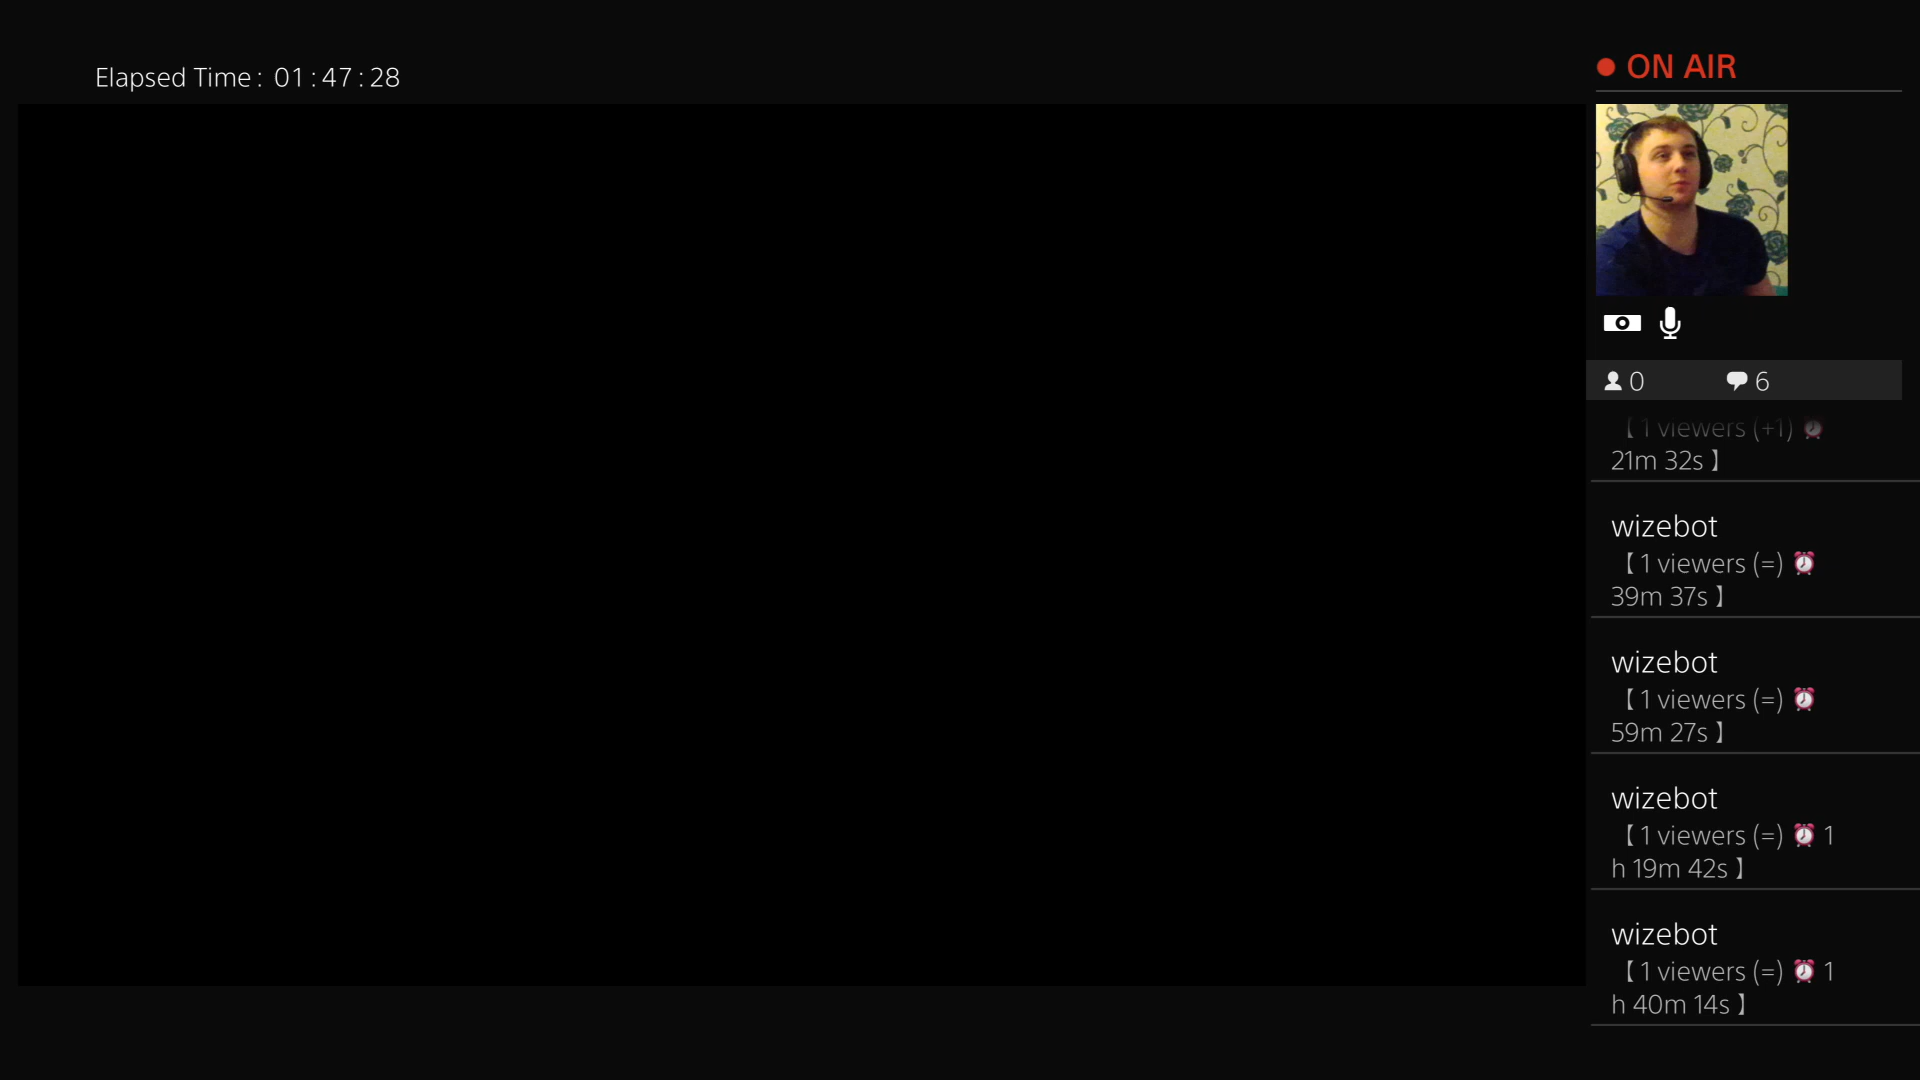 Elapsed Time : 01 : 47 : 28
ON AIR
0 6
【 1 viewers (+1) ⏰
21m 32s 】
wizebot
【 1 viewers (=) ⏰
39m 37s 】
wizebot
【 1 viewers (=) ⏰
59m 27s 】
wizebot
【 1 viewers (=) ⏰ 1
h 19m 42s 】
wizebot
【 1 viewers (=) ⏰ 1
h 40m 14s 】